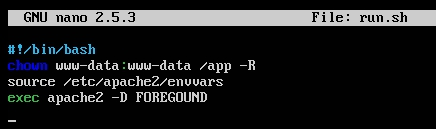 GNU nano 2.5.3 File: run.sh
#!/bin/bash
chown www-data:www-data /app -R
source /etc/apache2/envvars
exec apache2 -D FOREGOUND